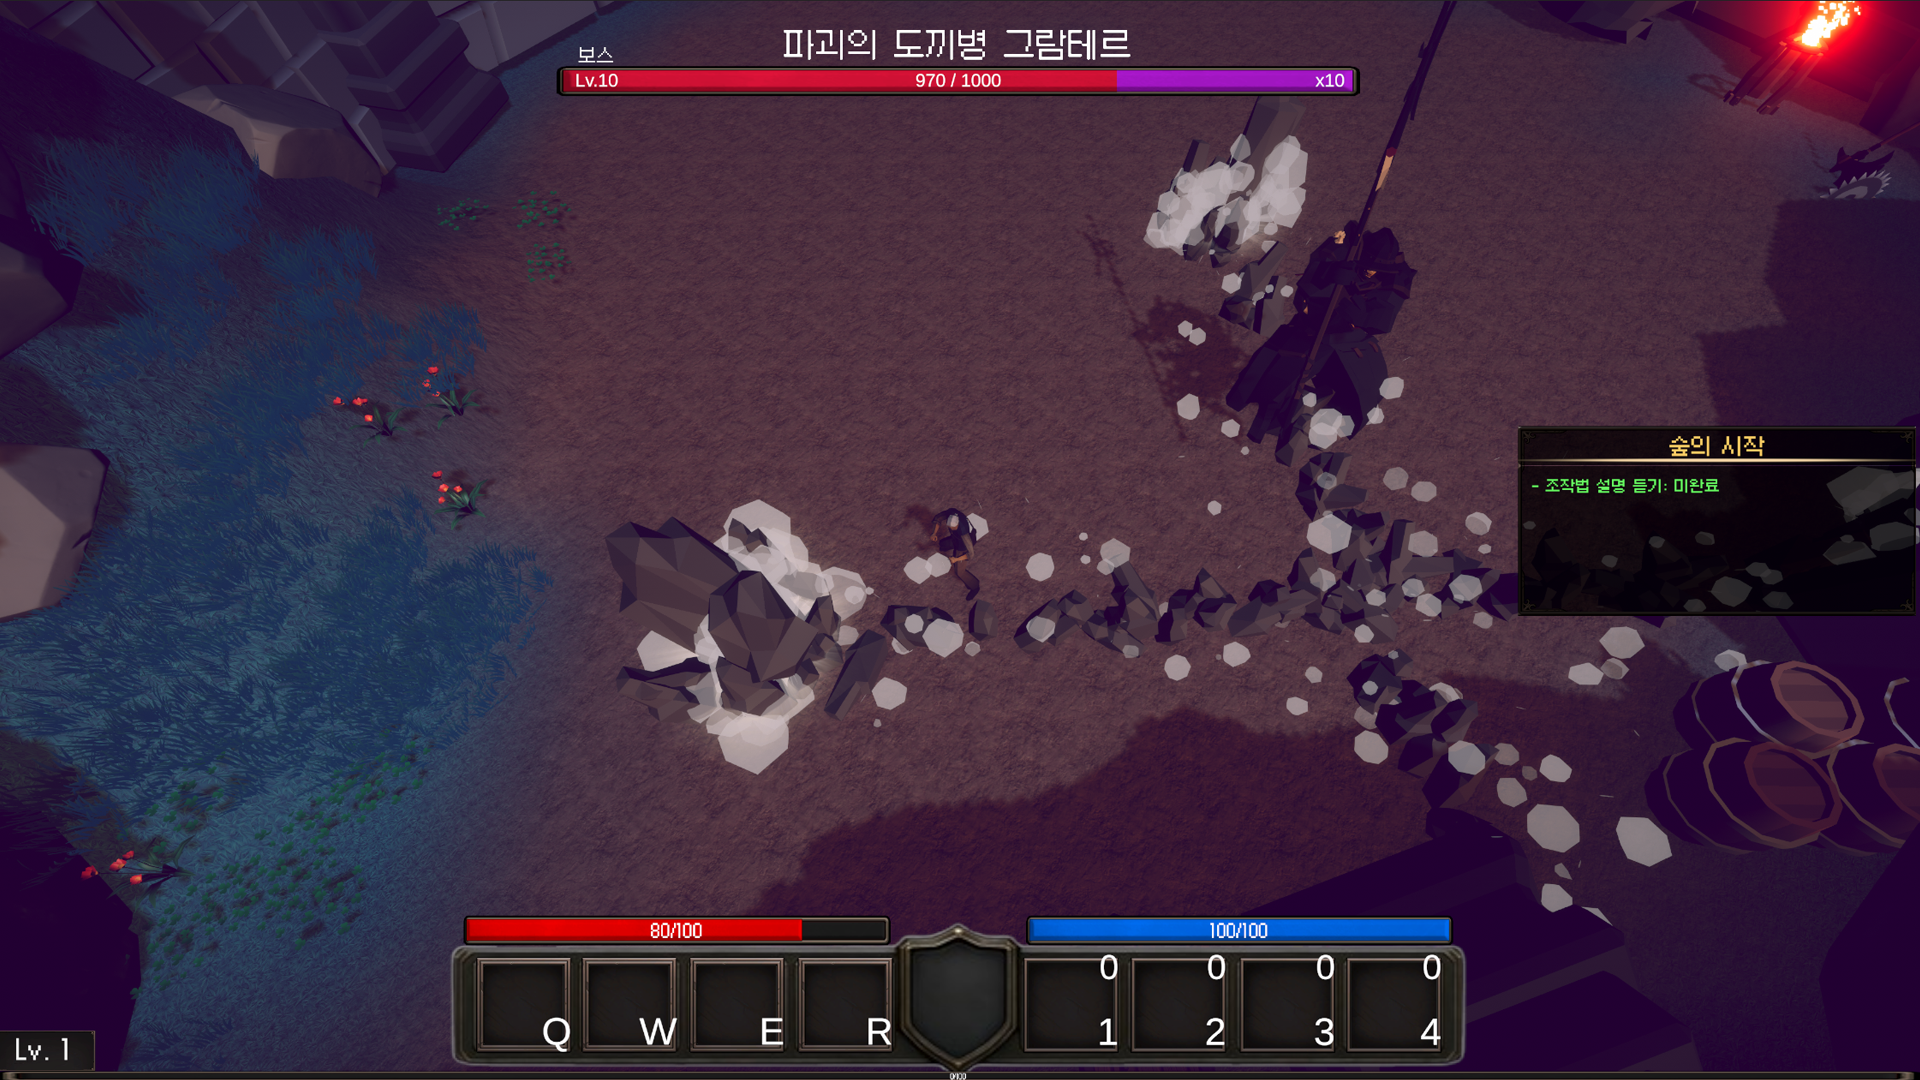 파괴의 도끼병 그람테르
보스
Lv.10 970 / 1000 x10
숲의 시작
- 조작법 설명 듣기: 미완료
80/100 100/100
0 0 0 0
Q W E R 1 2 3 4
Lv. 1
0/100